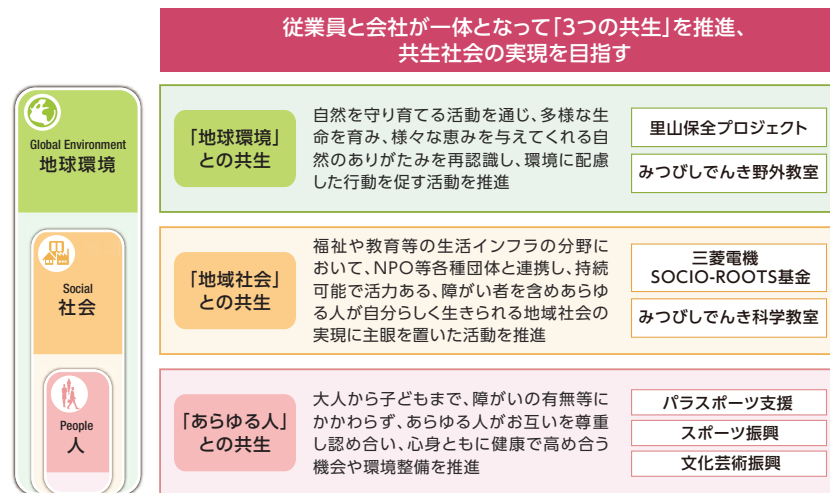 従業員と会社が一体となって「3つの共生」を推進、
共生社会の実現を目指す
Global Environment
地球環境
「地球環境」
との共生
自然を守り育てる活動を通じ、多様な生
命を育み、様々な恵みを与えてくれる自
然のありがたみを再認識し、環境に配慮
した行動を促す活動を推進
里山保全プロジェクト
みつびしでんき野外教室
Social
社会
「地域社会」
との共生
福祉や教育等の生活インフラの分野に
おいて、NPO等各種団体と連携し、持続
可能で活力ある、障がい者を含めあらゆ
る人が自分らしく生きられる地域社会の
実現に主眼を置いた活動を推進
三菱電機
SOCIO-ROOTS基金
みつびしでんき科学教室
People
人
「あらゆる人」
との共生
大人から子どもまで、障がいの有無等に
かかわらず、あらゆる人がお互いを尊重
し認め合い、心身ともに健康で高め合う
機会や環境整備を推進
パラスポーツ支援
スポーツ振興
文化芸術振興